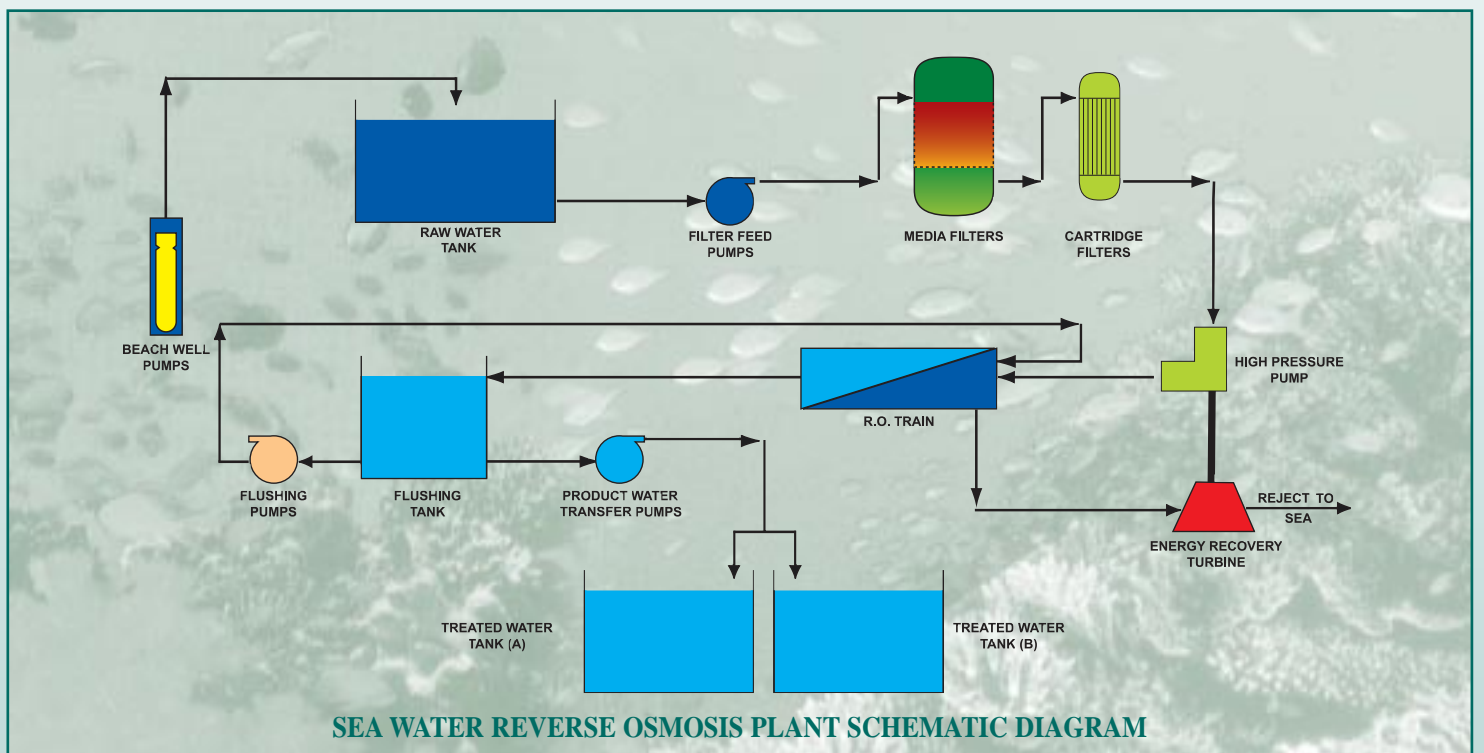 RAW WATER
TANK
FILTER FEED
PUMPS
MEDIA FILTERS
CARTRIDGE
FILTERS
BEACH WELL
PUMPS
HIGH PRESSURE
PUMP
R.O. TRAIN
FLUSHING
PUMPS
FLUSHING
TANK
PRODUCT WATER
TRANSFER PUMPS
REJECT TO
SEA
ENERGY RECOVERY
TURBINE
TREATED WATER
TANK (A)
TREATED WATER
TANK (B)
SEA WATER REVERSE OSMOSIS PLANT SCHEMATIC DIAGRAM